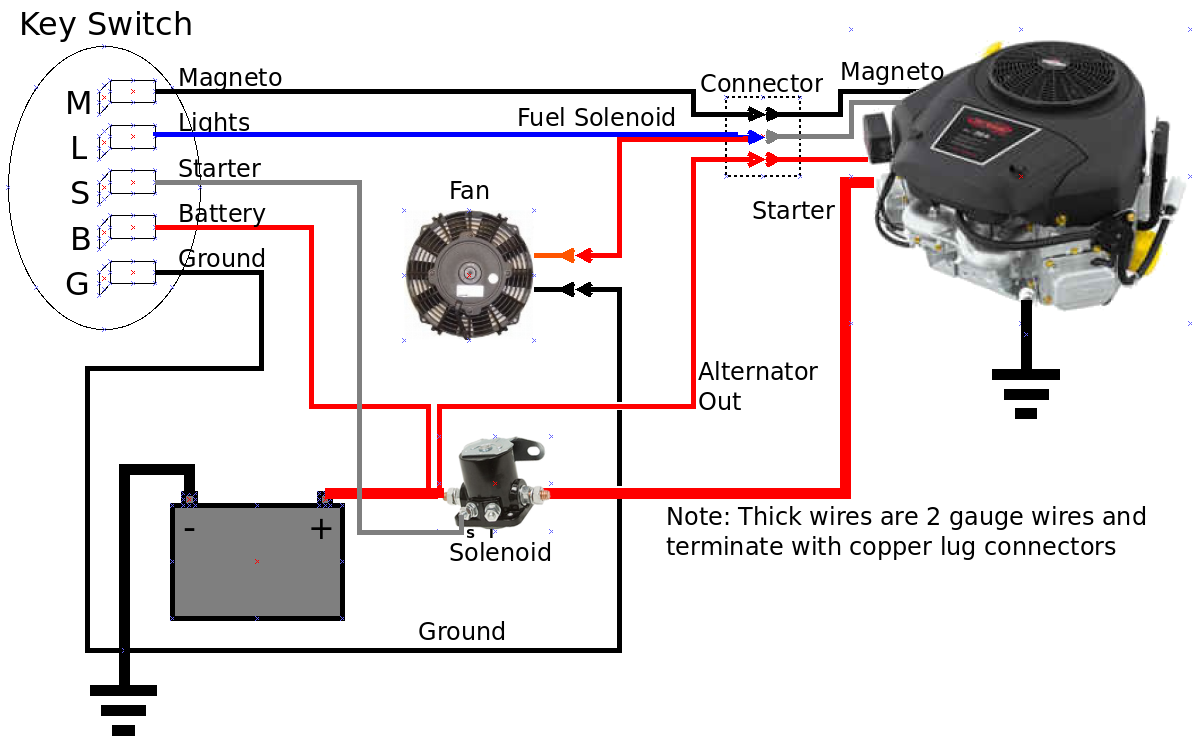 Key Switch
M
Magneto
L
Lights
S
Starter
B
Battery
G
Ground
Fuel Solenoid
Connector
Magneto
Fan
Starter
Alternator
Out
-
+
S I
Solenoid
Note: Thick wires are 2 gauge wires and
terminate with copper lug connectors
Ground